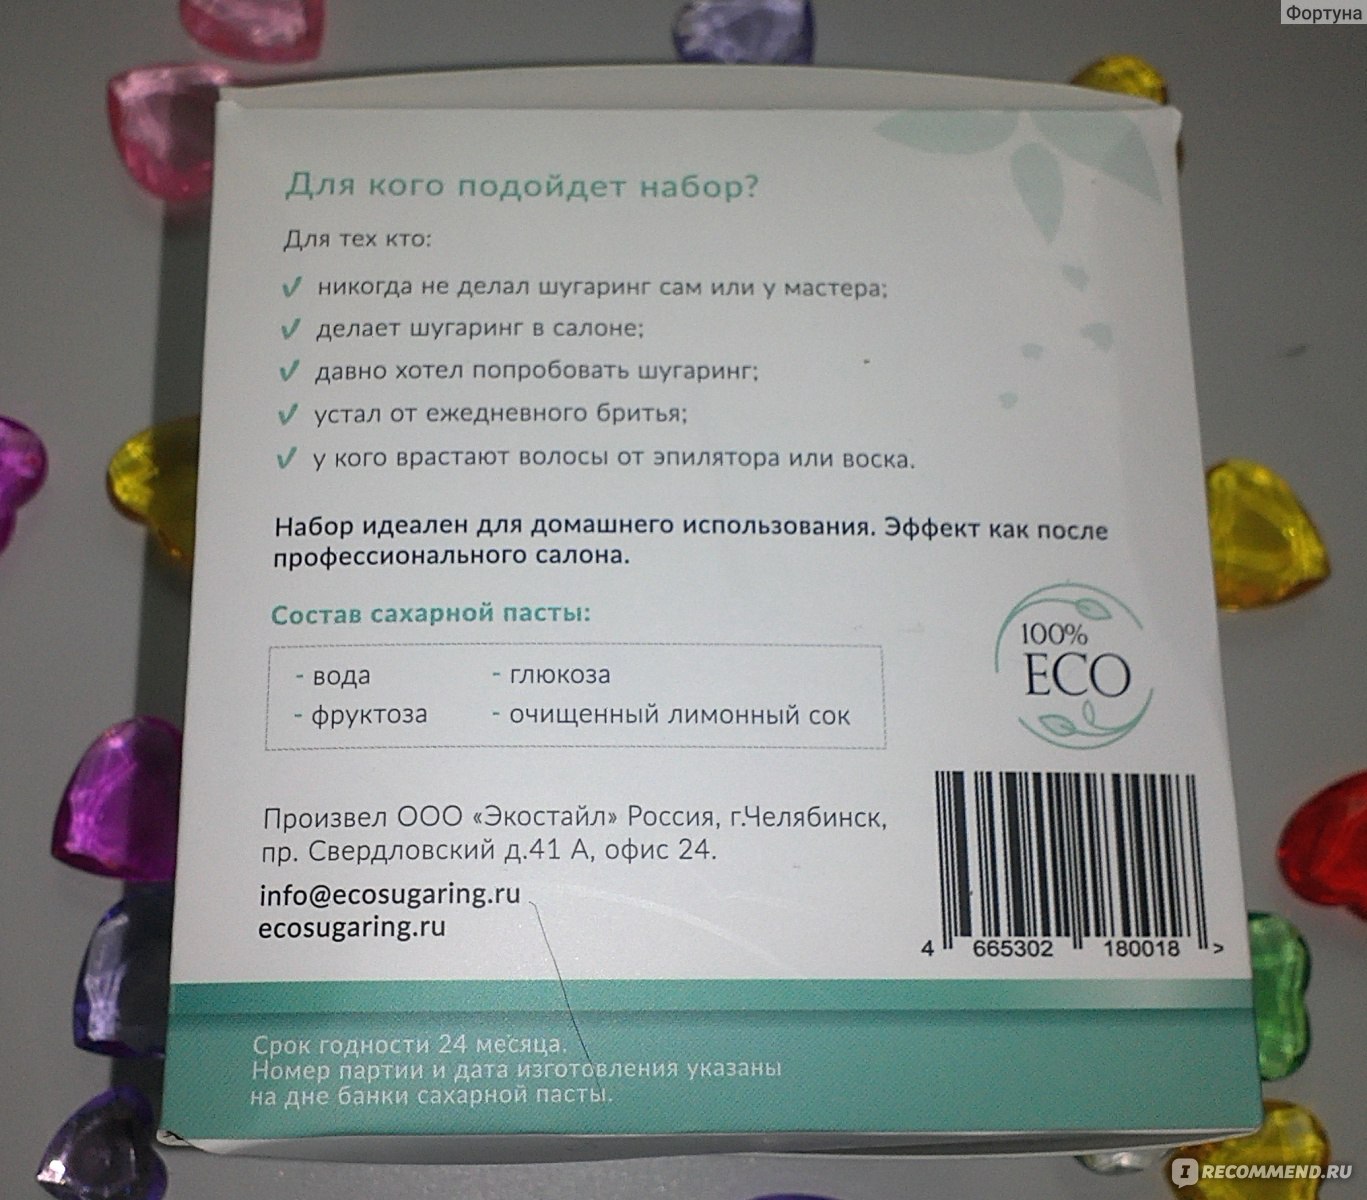 Фортуна
Для кого подойдет набор?
Для тех кто:
никогда не делал шугаринг сам или у мастера;
делает шугаринг в салоне;
давно хотел попробовать шугаринг;
устал от ежедневного бритья;
у кого врастают волосы от эпилятора или воска.
Набор идеален для домашнего использования. Эффект как после
профессионального салона.
Состав сахарной пасты:
- вода - глюкоза
- фруктоза - очищенный лимонный сок
100%
ECO
Произвел ООО «Экостайл» Россия, г.Челябинск,
пр. Свердловский д.41 А, офис 24.
info@ecosugaring.ru
ecosugaring.ru
4 665302 180018 >
Срок годности 24 месяца.
Номер партии и дата изготовления указаны
на дне банки сахарной пасты.
IRECOMMEND.RU